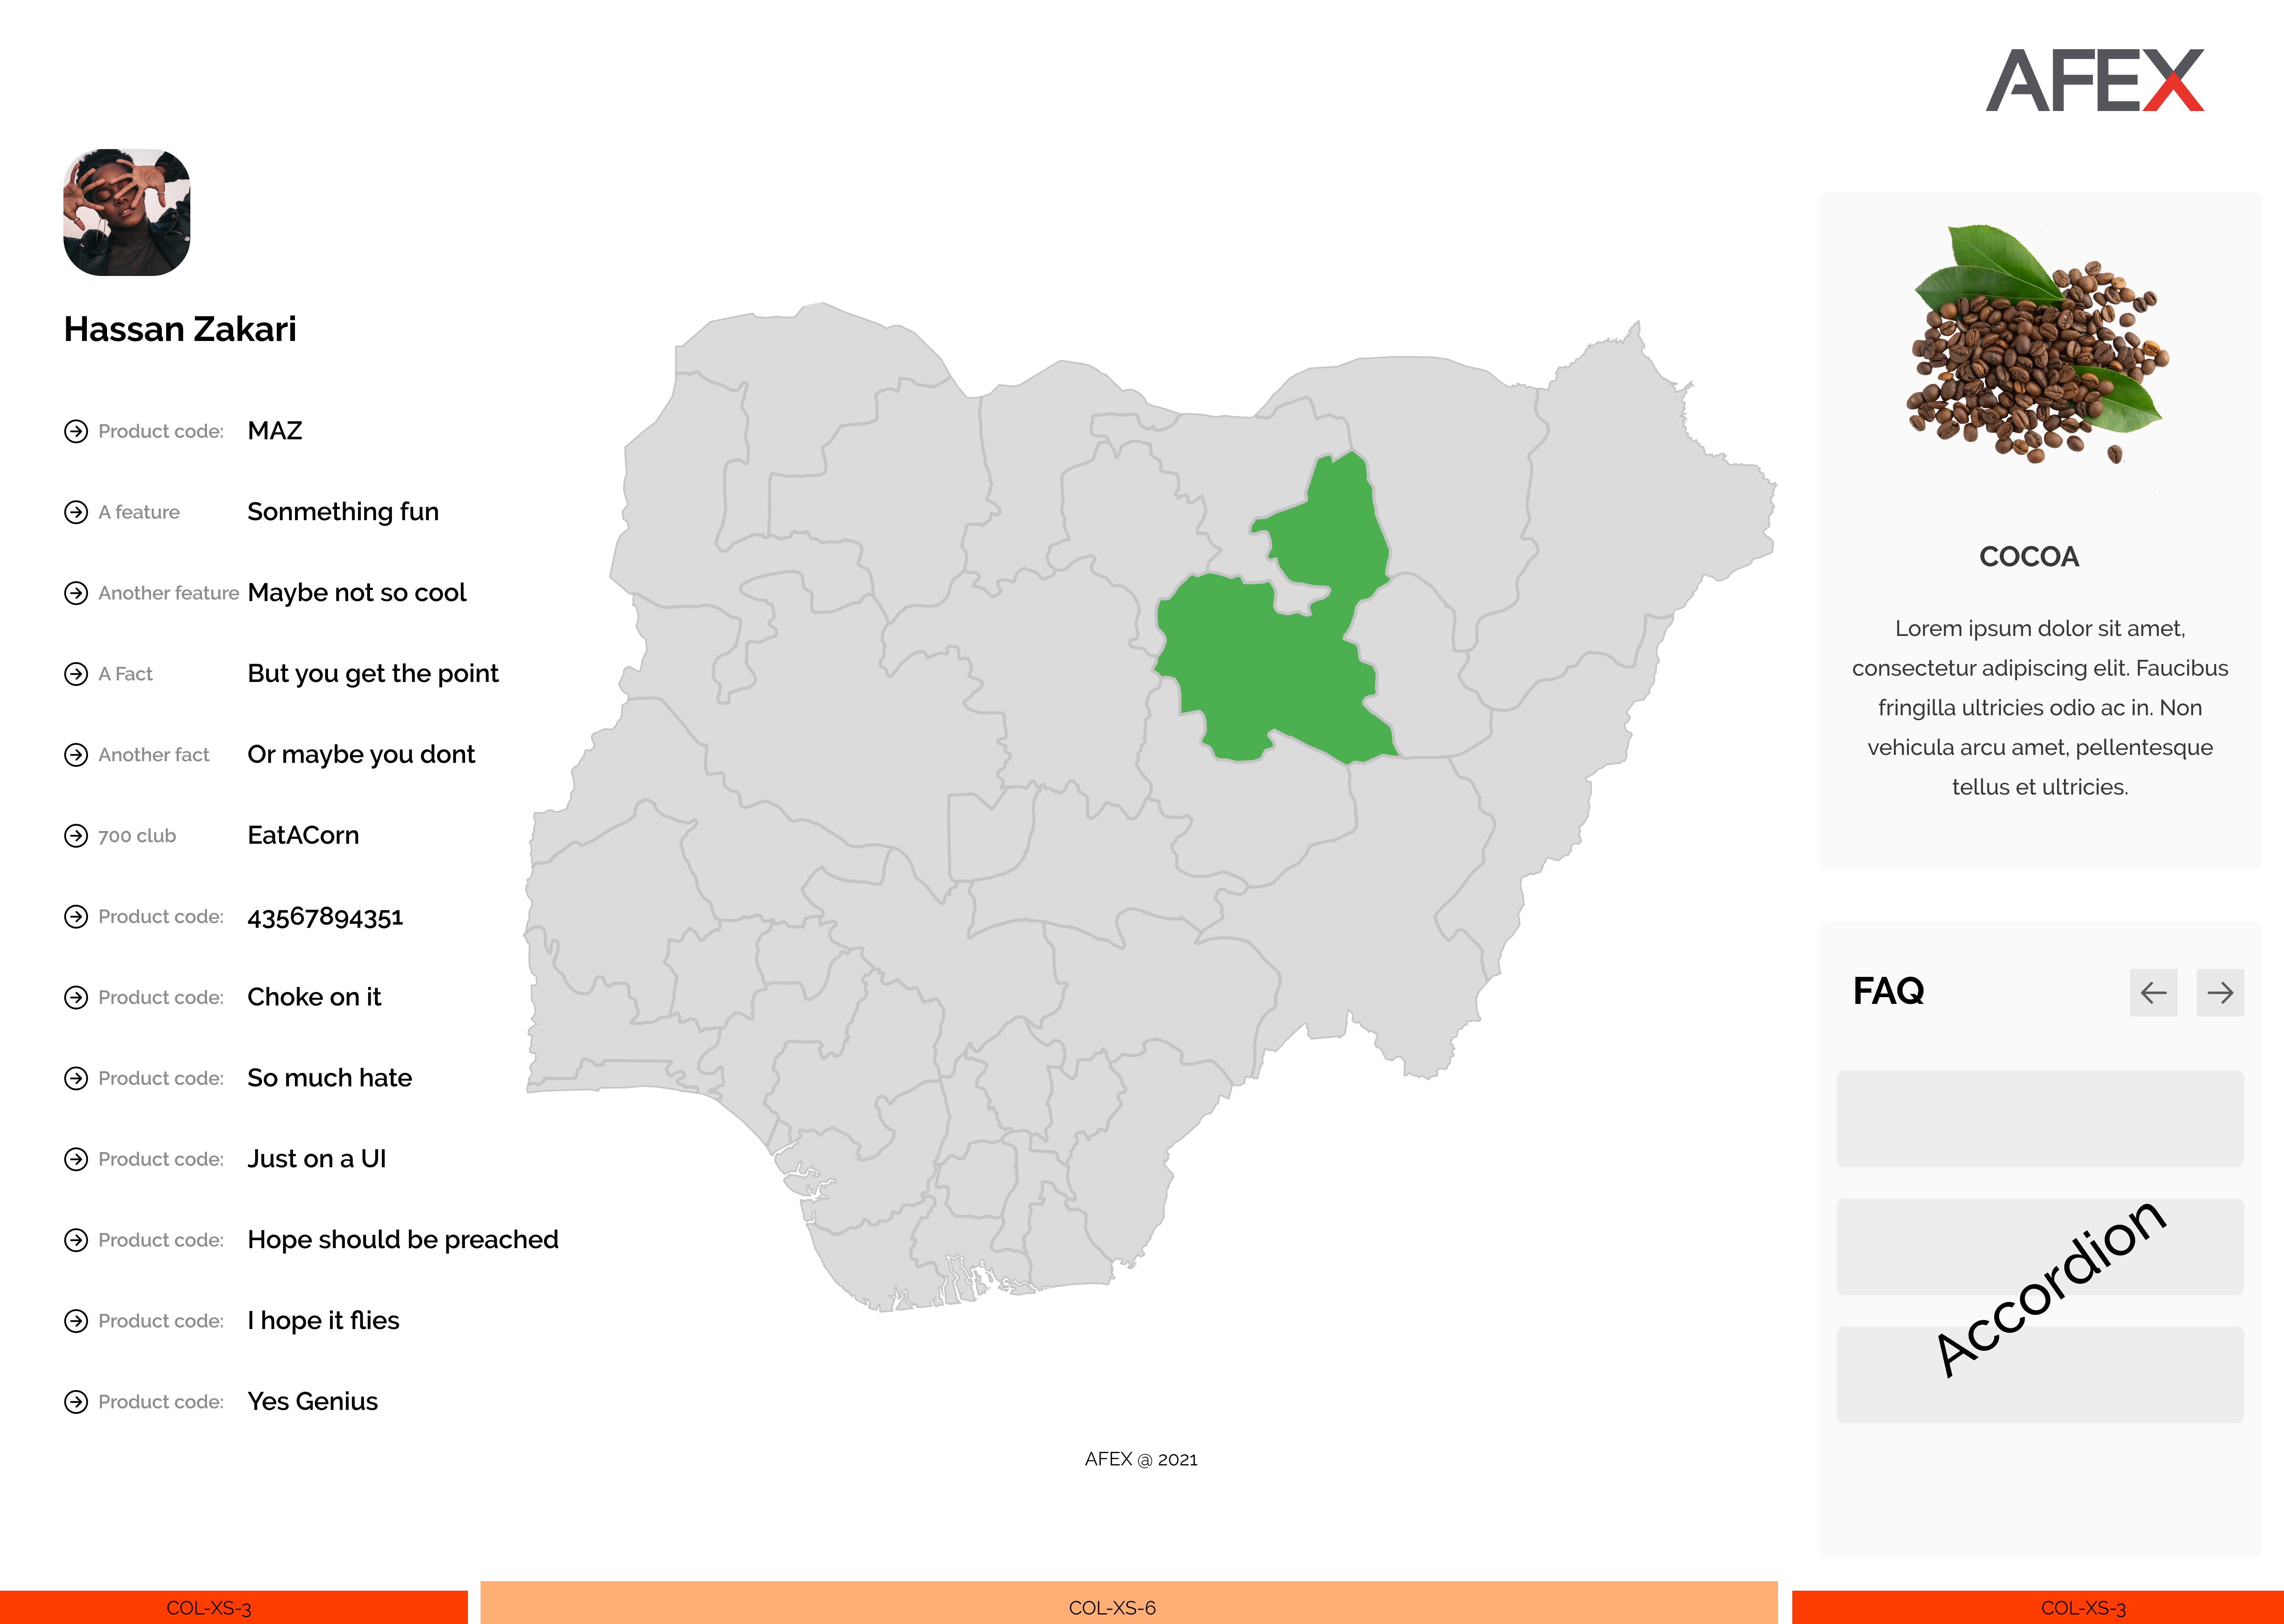 AFEX
Hassan Zakari
Product code: MAZ
A feature Sonmething fun
Another feature Maybe not so cool
A Fact But you get the point
Another fact Or maybe you dont
700 club EatACorn
Product code: 43567894351
Product code: Choke on it
Product code: So much hate
Product code: Just on a UI
Product code: Hope should be preached
Product code: I hope it flies
Product code: Yes Genius
AFEX @ 2021
COCOA
Lorem ipsum dolor sit amet,
consectetur adipiscing elit. Faucibus
fringilla ultricies odio ac in. Non
vehicula arcu amet, pellentesque
tellus et ultricies.
FAQ
Accordion
COL-XS-3
COL-XS-6
COL-XS-3